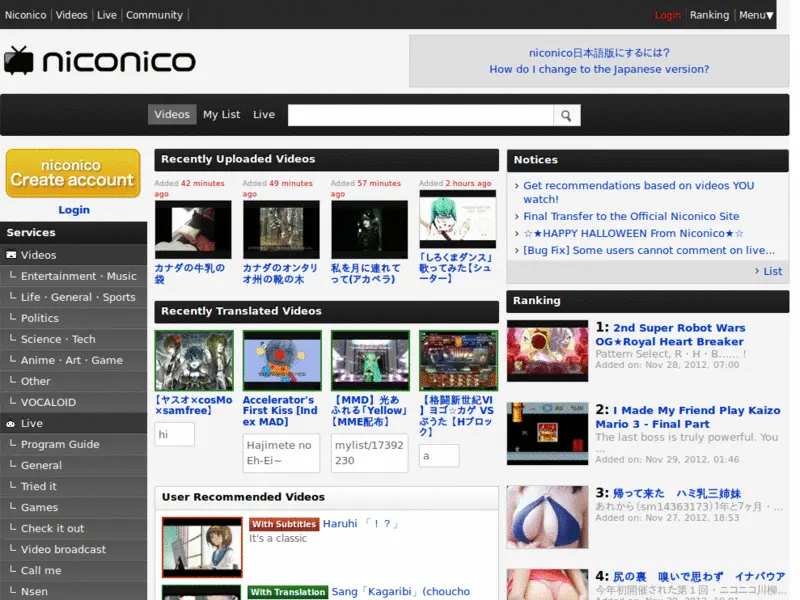 Niconico | Videos | Live | Community |
Login | Ranking | Menu▼
niconico
niconico日本語版にするには?
How do I change to the Japanese version?
Videos My List Live
niconico
Create account
Login
Services
Videos
Entertainment・Music
Life・General・Sports
Politics
Science・Tech
Anime・Art・Game
Other
VOCALOID
Live
Program Guide
General
Tried it
Games
Check it out
Video broadcast
Call me
Nsen
Recently Uploaded Videos
Added 42 minutes
ago
カナダの牛乳の
袋
Added 49 minutes
ago
カナダのオンタリ
オ州の靴の木
Added 57 minutes
ago
私を月に連れて
って(アカペラ)
Added 2 hours ago
「しろくまダンス」
歌ってみた【シュ
ーター】
Recently Translated Videos
【ヤスオ×cosMo
×samfree】
hi
Accelerator's
First Kiss [Ind
ex MAD]
Hajimete no
Eh-Ei~
【MMD】光あ
ふれる「Yellow」
【MME配布】
mylist/17392
230
【格闘新世紀VI
】ヨゴ☆カゲ VS
ぷうた【Hブロッ
ク】
a
User Recommended Videos
With Subtitles Haruhi 「！？」
It's a classic
With Translation Sang「Kagaribi」(choucho
Notices
› Get recommendations based on videos YOU
watch!
› Final Transfer to the Official Niconico Site
› ☆★HAPPY HALLOWEEN From Niconico★☆
› [Bug Fix] Some users cannot comment on live...
› List
Ranking
1: 2nd Super Robot Wars
OG★Royal Heart Breaker
Pattern Select, R・H・B……！
Added on: Nov 28, 2012, 07:00
2: I Made My Friend Play Kaizo
Mario 3 - Final Part
The last boss is truly powerful. You
...
Added on: Nov 29, 2012, 01:46
3: 帰って来た　ハミ乳三姉妹
あれから（sm14363173）1年と7ヶ月・...
Added on: Nov 27, 2012, 18:53
4: 尻の裏　嗅いで思わず　イナバウア
今年初開催された第１回・ニコニコ川柳...